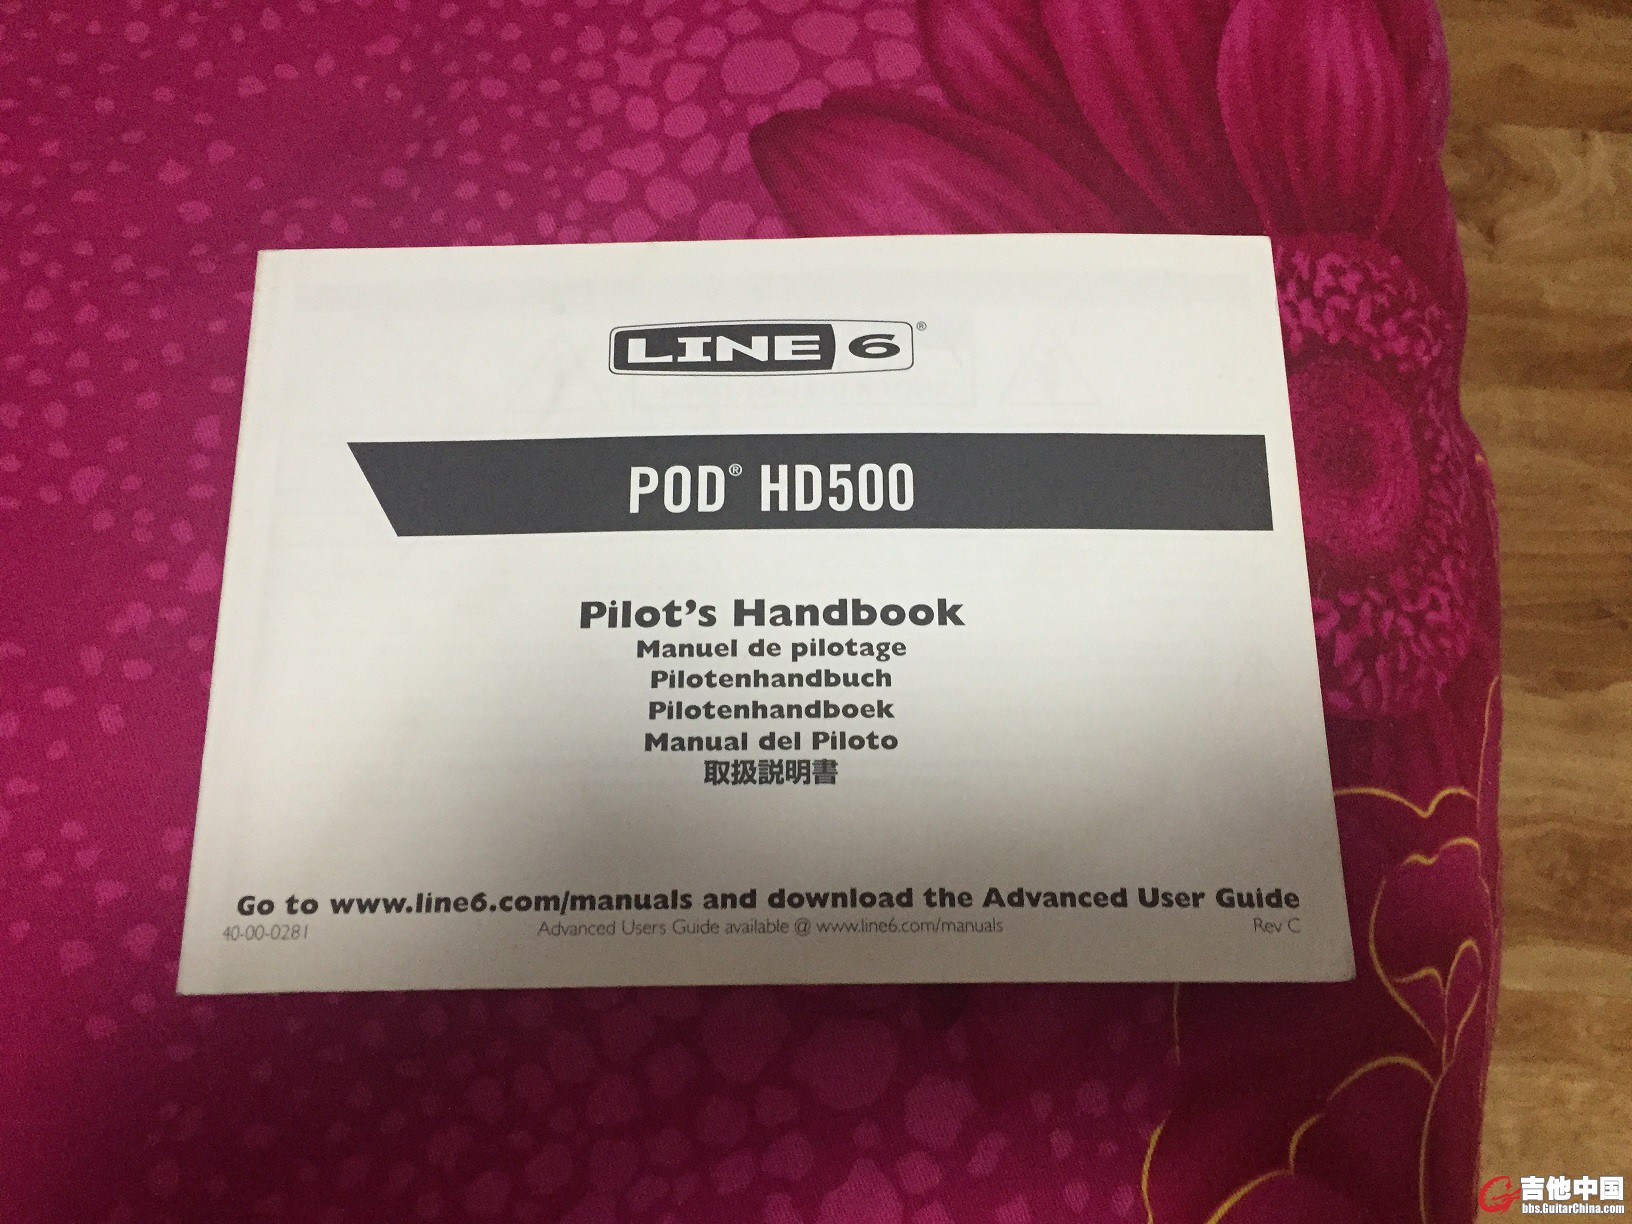 LINE 6®
POD® HD500
Pilot's Handbook
Manuel de pilotage
Pilotenhandbuch
Pilotenhandboek
Manual del Piloto
取扱説明書
Go to www.line6.com/manuals and download the Advanced User Guide
40-00-0281 Advanced Users Guide available @ www.line6.com/manuals Rev C
吉他中国
bbs.GuitarChina.com